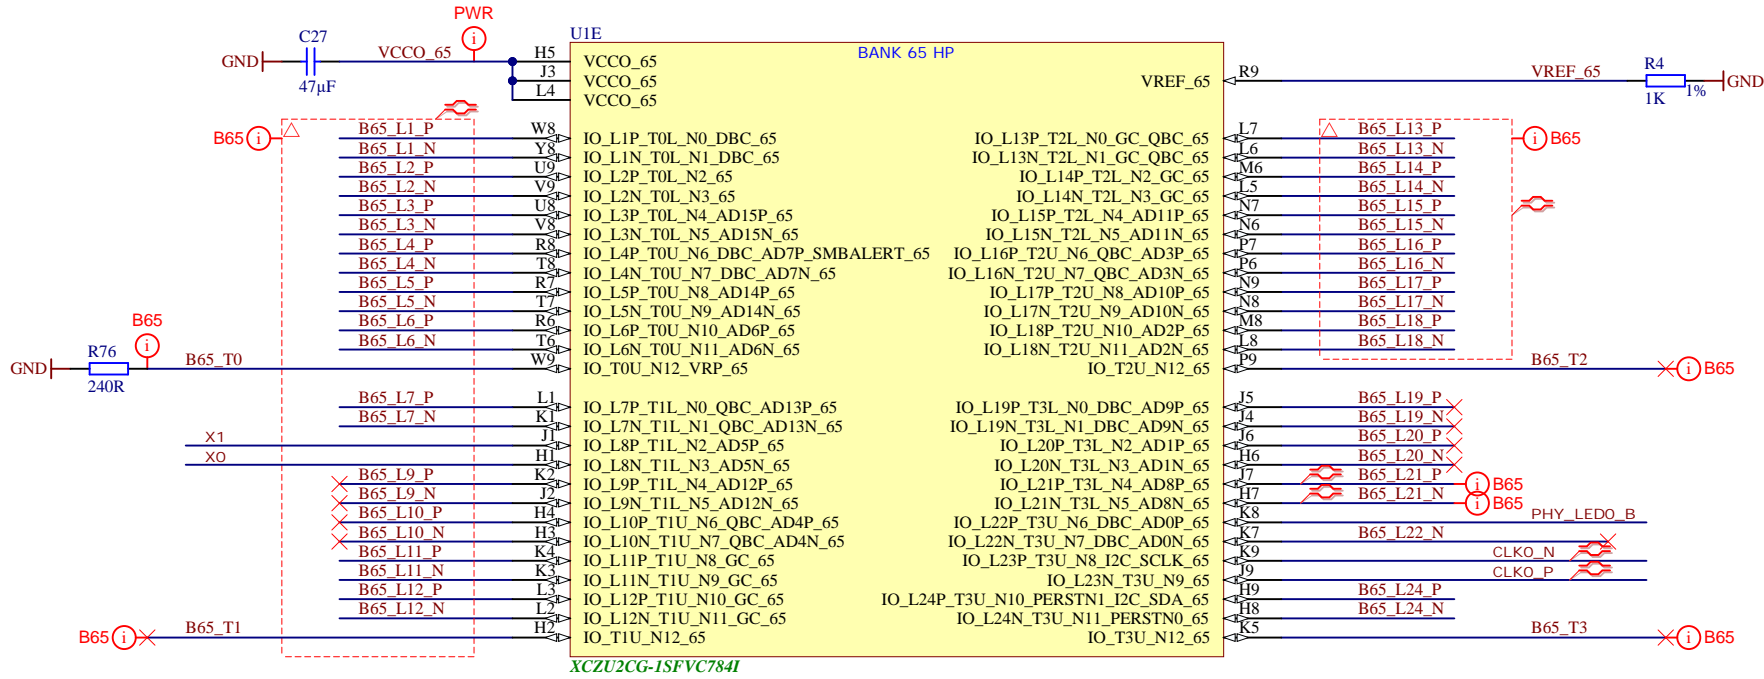 PWR
U1E
BANK 65 HP
C27
GND
47µF
VCCO_65
H5
VCCO_65
J3
VCCO_65
L4
VCCO_65
VREF_65
R9
VREF_65
R4
1K
1%
GND
B65
i
B65_L1_P W8 IO_L1P_T0L_N0_DBC_65
B65_L1_N Y8 IO_L1N_T0L_N1_DBC_65
B65_L2_P U9 IO_L2P_T0L_N2_65
B65_L2_N V9 IO_L2N_T0L_N3_65
B65_L3_P U8 IO_L3P_T0L_N4_AD15P_65
B65_L3_N V8 IO_L3N_T0L_N5_AD15N_65
B65_L4_P R8 IO_L4P_T0U_N6_DBC_AD7P_SMBALERT_65
B65_L4_N T8 IO_L4N_T0U_N7_DBC_AD7N_65
B65_L5_P R7 IO_L5P_T0U_N8_AD14P_65
B65_L5_N T7 IO_L5N_T0U_N9_AD14N_65
B65_L6_P R6 IO_L6P_T0U_N10_AD6P_65
B65_L6_N T6 IO_L6N_T0U_N11_AD6N_65
B65
i
GND
R76
240R
B65_T0 W9 IO_T0U_N12_VRP_65
B65_L7_P L1 IO_L7P_T1L_N0_QBC_AD13P_65
B65_L7_N K1 IO_L7N_T1L_N1_QBC_AD13N_65
X1 J1 IO_L8P_T1L_N2_AD5P_65
X0 H1 IO_L8N_T1L_N3_AD5N_65
B65_L9_P K2 IO_L9P_T1L_N4_AD12P_65
B65_L9_N J2 IO_L9N_T1L_N5_AD12N_65
B65_L10_P H4 IO_L10P_T1U_N6_QBC_AD4P_65
B65_L10_N H3 IO_L10N_T1U_N7_QBC_AD4N_65
B65_L11_P K4 IO_L11P_T1U_N8_GC_65
B65_L11_N K3 IO_L11N_T1U_N9_GC_65
B65_L12_P L3 IO_L12P_T1U_N10_GC_65
B65_L12_N L2 IO_L12N_T1U_N11_GC_65
B65 i B65_T1 H2 IO_T1U_N12_65
IO_L13P_T2L_N0_GC_QBC_65 L7 B65_L13_P i B65
IO_L13N_T2L_N1_GC_QBC_65 L6 B65_L13_N
IO_L14P_T2L_N2_GC_65 M6 B65_L14_P
IO_L14N_T2L_N3_GC_65 L5 B65_L14_N
IO_L15P_T2L_N4_AD11P_65 N7 B65_L15_P
IO_L15N_T2L_N5_AD11N_65 N6 B65_L15_N
IO_L16P_T2U_N6_QBC_AD3P_65 P7 B65_L16_P
IO_L16N_T2U_N7_QBC_AD3N_65 P6 B65_L16_N
IO_L17P_T2U_N8_AD10P_65 N9 B65_L17_P
IO_L17N_T2U_N9_AD10N_65 N8 B65_L17_N
IO_L18P_T2U_N10_AD2P_65 M8 B65_L18_P
IO_L18N_T2U_N11_AD2N_65 L8 B65_L18_N
IO_T2U_N12_65 P9 B65_T2 i B65
IO_L19P_T3L_N0_DBC_AD9P_65 J5 B65_L19_P
IO_L19N_T3L_N1_DBC_AD9N_65 J4 B65_L19_N
IO_L20P_T3L_N2_AD1P_65 J6 B65_L20_P
IO_L20N_T3L_N3_AD1N_65 H6 B65_L20_N
IO_L21P_T3L_N4_AD8P_65 J7 B65_L21_P i B65
IO_L21N_T3L_N5_AD8N_65 H7 B65_L21_N i B65
IO_L22P_T3U_N6_DBC_AD0P_65 K8 PHY_LED0_B
IO_L22N_T3U_N7_DBC_AD0N_65 K7 B65_L22_N
IO_L23P_T3U_N8_I2C_SCLK_65 K9 CLK0_N
IO_L23N_T3U_N9_65 J9 CLK0_P
IO_L24P_T3U_N10_PERSTN1_I2C_SDA_65 H9 B65_L24_P
IO_L24N_T3U_N11_PERSTN0_65 H8 B65_L24_N
IO_T3U_N12_65 K5 B65_T3 i B65
XCZU2CG-1SFVC784I